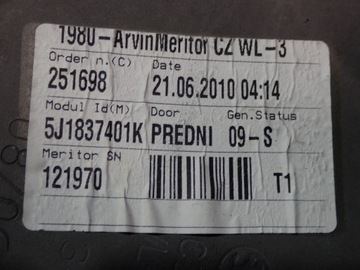 1980-ArvinMeritor CZ WL-3
Order n.(C) Date
251698 21.06.2010 04:14
Modul Id(M) Door Gen.Status
5J1837401K PREDNI 09-S
Meritor SN
121970 T1